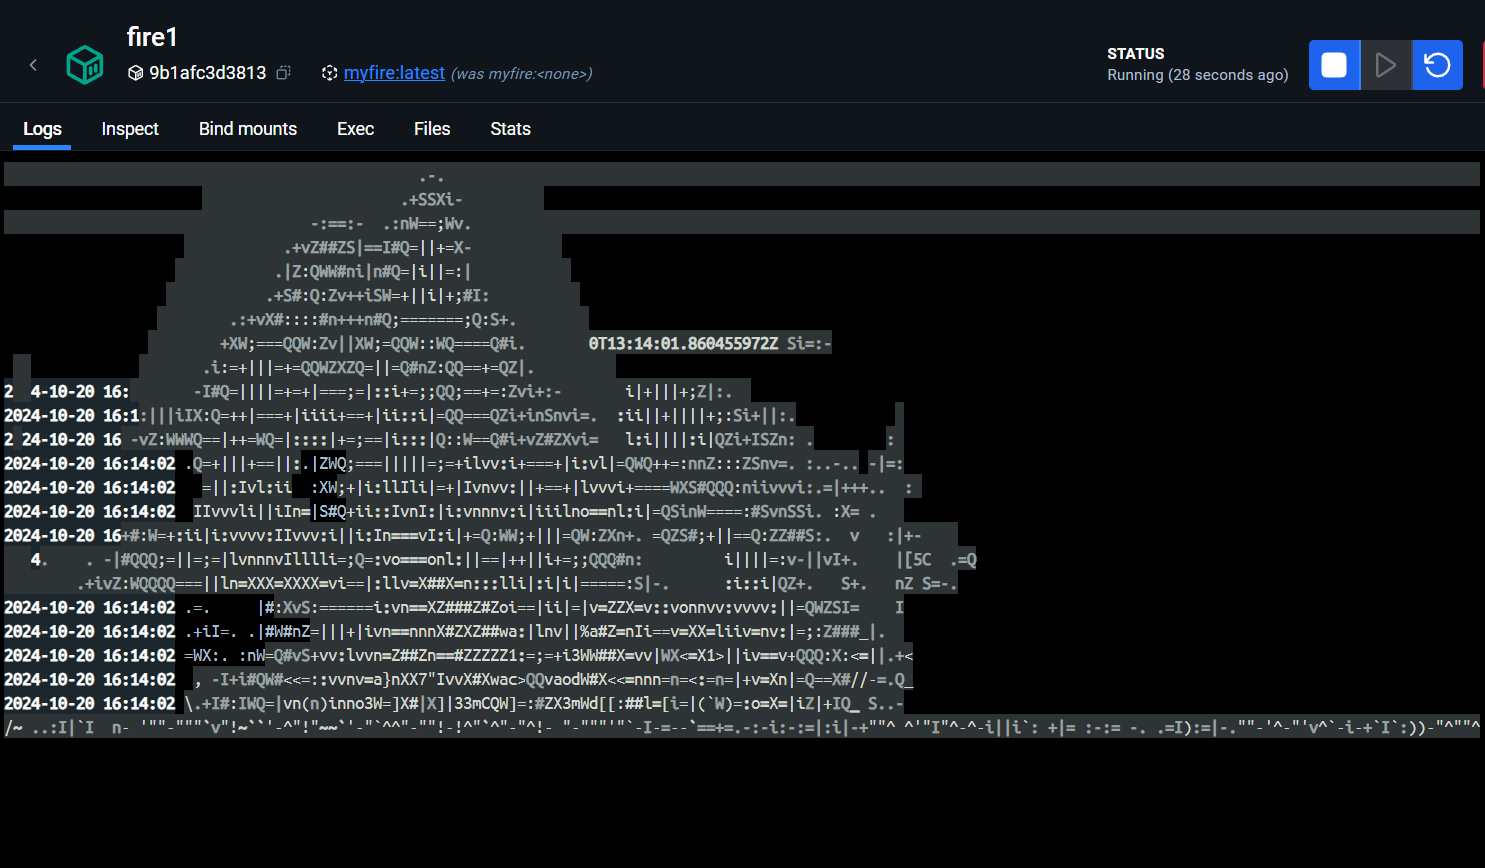 fire1
9b1afc3d3813 myfire:latest (was myfire:<none>)
STATUS
Running (28 seconds ago)
Logs Inspect Bind mounts Exec Files Stats
.-.
.+SSXi-
-:==:- .:nW==;Wv.
.+vZ##ZS|==I#Q=||+=X-
.|Z:QWW#ni|n#Q=|i||=:|
.+S#:Q:Zv++iSW=+||i|+;#I:
.:+vX#::::#n+++n#Q;=======;Q:S+.
+XW;===QQW:Zv||XW;=QQW::WQ====Q#i. 0T13:14:01.860455972Z Si=:-
.i:=+|||=+=QQWZXZQ=||=Q#nZ:QQ==+=QZ|.
2 4-10-20 16: -I#Q=||||=+=+|===;=|::i+=;;QQ;==+=:Zvi+:- i|+|||+;Z|:.
2024-10-20 16:1:|||iIX:Q=++|===+|iiii+==+|ii::i|=QQ===QZi+inSnvi=. :ii||+||||+;:Si+||:. |
2 24-10-20 16 -vZ:WWWQ==|++=WQ=|::::|+=;==|i:::|Q::W==Q#i+vZ#ZXvi= l:i||||:i|QZi+ISZn: . :
2024-10-20 16:14:02 .Q=+|||+==||:.|ZWQ;===|||||=;=+ilvv:i+===+|i:vl|=QWQ++=:nnZ:::ZSnv=. :..-.. -|=:
2024-10-20 16:14:02 =||:Ivl:ii :XW;+|i:llIli|=+|Ivnvv:||+==+|lvvvi+====WXS#QQQ:niivvvi:.=|+++.. :
2024-10-20 16:14:02 IIvvvli||iIn=|S#Q+ii::IvnI:|i:vnnnv:i|iiilno==nl:i|=QSinW====:#SvnSSi. :X= .
2024-10-20 16+#:W=+:ii|i:vvvv:IIvvv:i||i:In===vI:i|+=Q:WW;+|||=QW:ZXn+. =QZS#;+||==Q:ZZ##S:. v :|+-
4. . -|#QQQ;=||=;=|lvnnnvIlllli=;Q=:vo===onl:||==|++||i+=;;QQQ#n: i||||=:v-||vI+. |[5C .=Q
.+ivZ:WQQQQ===||ln=XXX=XXXX=vi==|:llv=X##X=n:::lli|:i|i|=====:S|-. :i::i|QZ+. S+. nZ S=-.
2024-10-20 16:14:02 .=. |#:XvS:======i:vn==XZ###Z#Zoi==|ii|=|v=ZZX=v::vonnvv:vvvv:||=QWZSI= I
2024-10-20 16:14:02 .+iI=. .|#W#nZ=|||+|ivn==nnnX#ZXZ##wa:|lnv||%a#Z=nIi==v=XX=liiv=nv:|=;:Z###_|.
2024-10-20 16:14:02 =WX:. :nW=Q#vS+vv:lvvn=Z##Zn==#ZZZZZ1:=;=+i3WW##X=vv|WX<=X1>||iv==v+QQQ:X:<=||.+<
2024-10-20 16:14:02 , -I+i#QW#<<=::vvnv=a}nXX7"IvvX#Xwac>QQvaodW#X<<=nnn=n=<:=n=|+v=Xn|=Q==X#//-=.Q_
2024-10-20 16:14:02 \.+I#:IWQ=|vn(n)inno3W=]X#|X]|33mCQW]=:#ZX3mWd[[:##l=[i=|(`W)=:o=X=|iZ|+IQ_ S..-
/~ ..:I|`I n- '""-"""`v"!~``'-^"!"~~`'-"`^^"-""!-!^"`^"-"^!- "-"""'"`-I-=--`==+=.-:-i:-:=|:i|-+""^ ^'"I"^-^-i||i`: +|= :-:= -. .=I):=|-.""-'^-"'v^`-i-+`I`:))-"^""^